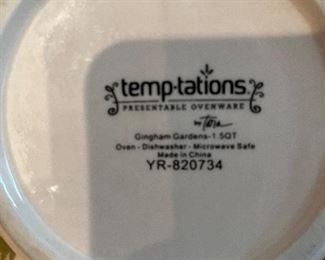 temp-tations
PRESENTABLE OVENWARE
by Tara
Gingham Gardens-1.5QT
Oven - Dishwasher - Microwave Safe
Made in China
YR-820734